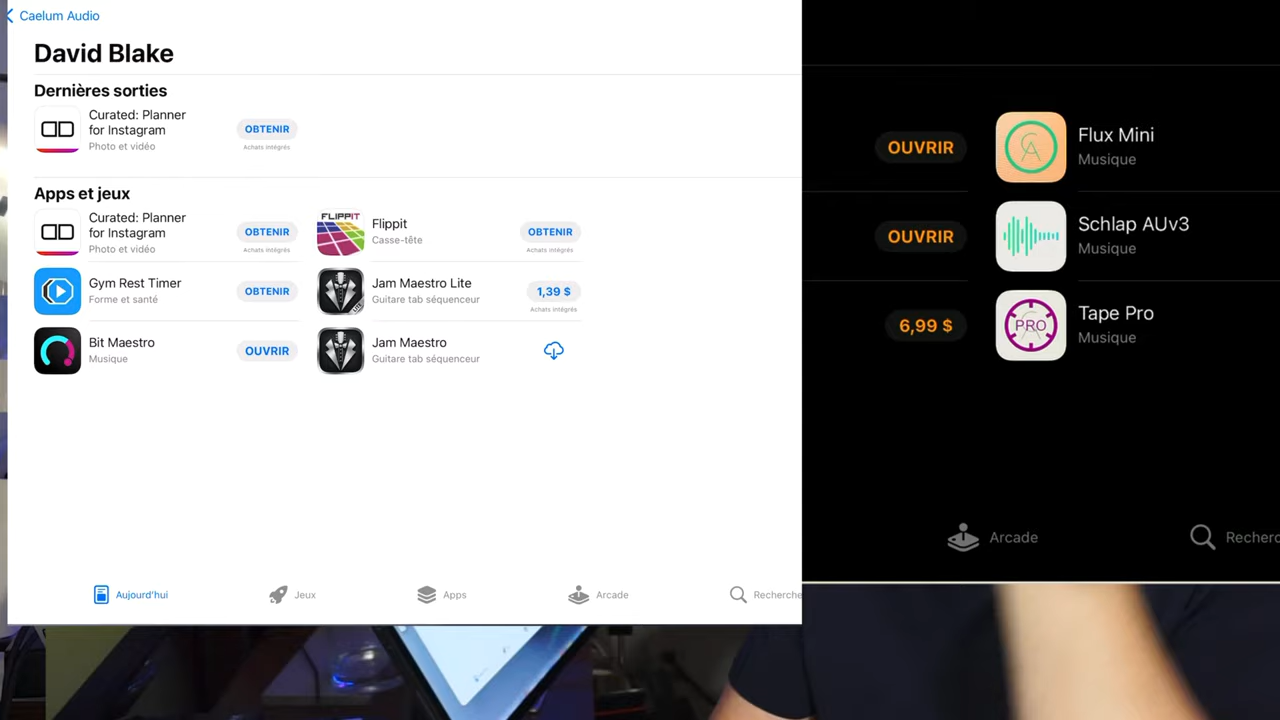 Caelum Audio
David Blake
Dernières sorties
Curated: Planner
for Instagram
Photo et vidéo
OBTENIR
Achats intégrés
Apps et jeux
Curated: Planner
for Instagram
Photo et vidéo
OBTENIR
Achats intégrés
FLIPPIT
Flippit
Casse-tête
OBTENIR
Achats intégrés
Gym Rest Timer
Forme et santé
OBTENIR
LITE
Jam Maestro Lite
Guitare tab séquenceur
1,39 $
Achats intégrés
Bit Maestro
Musique
OUVRIR
Jam Maestro
Guitare tab séquenceur
Aujourd'hui
Jeux
Apps
Arcade
Recherche
OUVRIR
CA
Flux Mini
Musique
OUVRIR
Schlap AUv3
Musique
6,99 $
PRO
Tape Pro
Musique
Arcade
Recherc